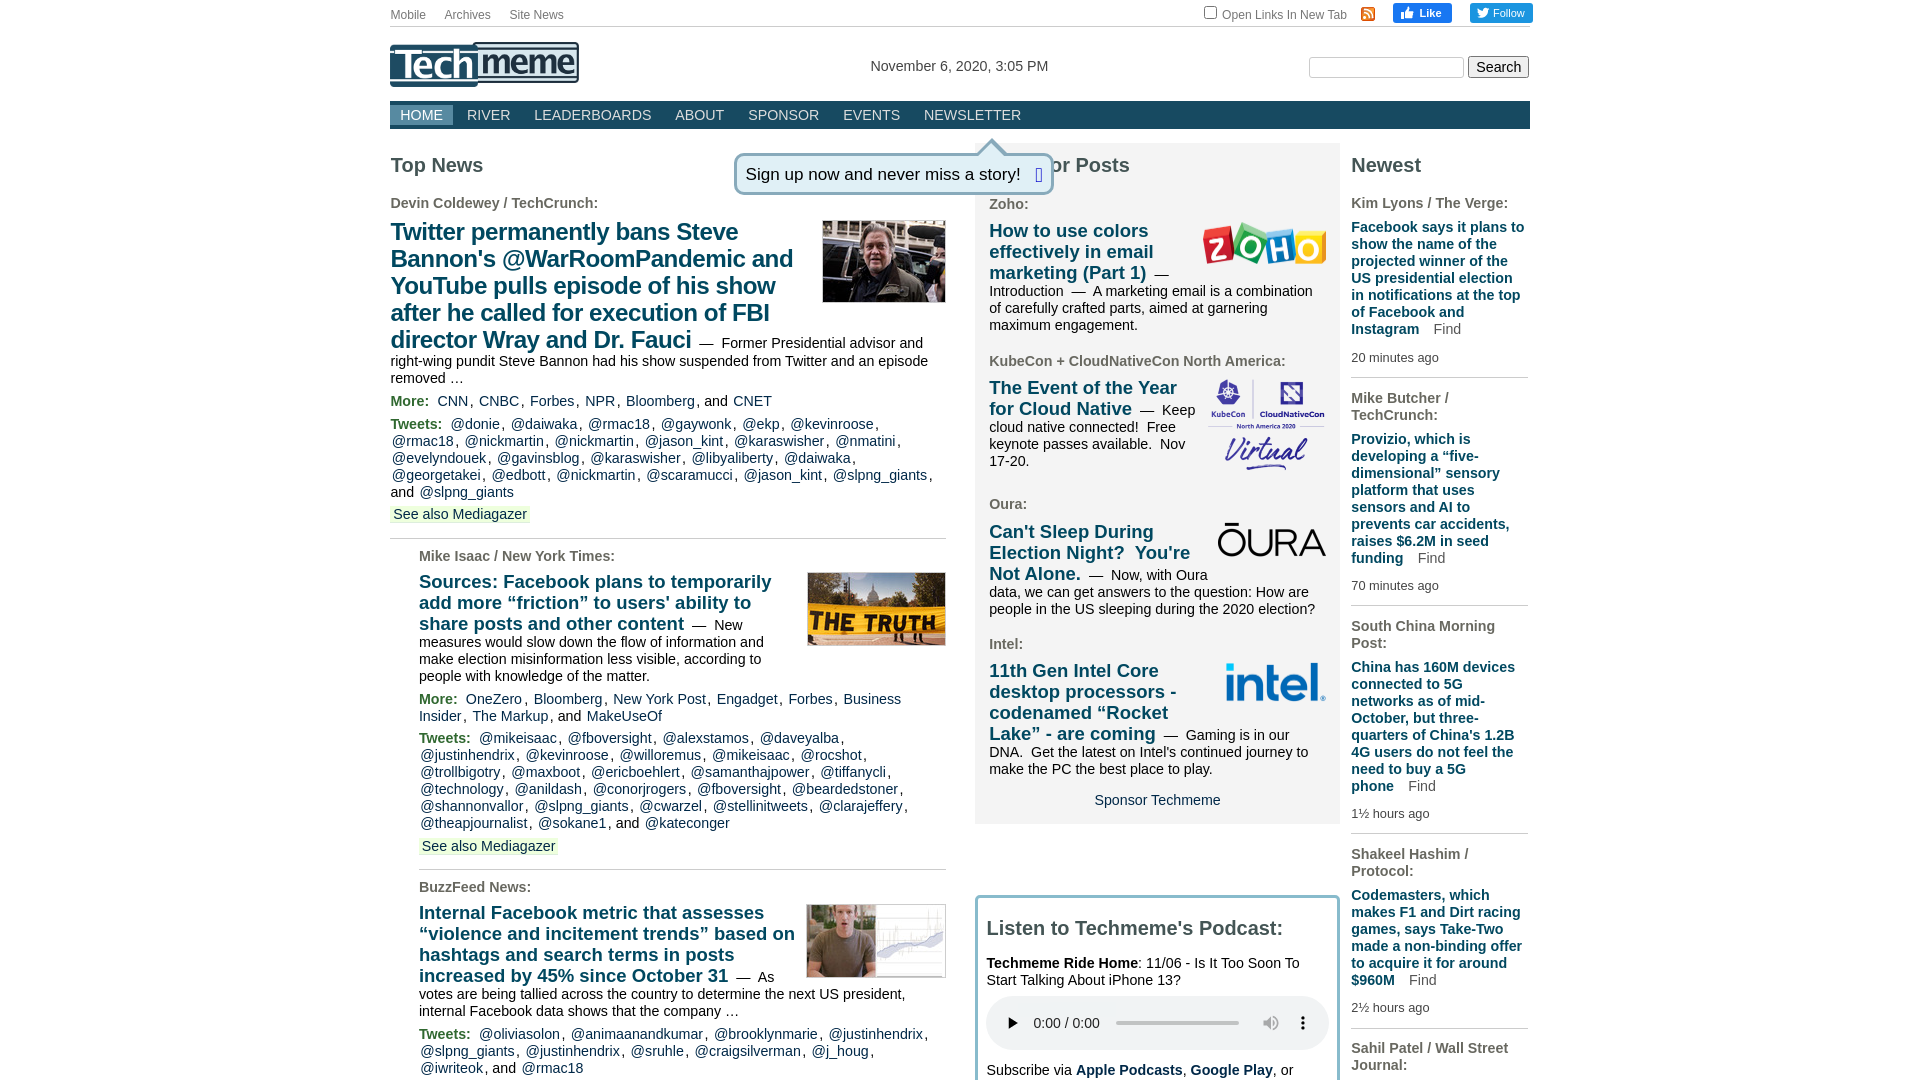 Mobile Archives Site News
Open Links In New Tab
Like
Follow
Techmeme
November 6, 2020, 3:05 PM
Search
HOME RIVER LEADERBOARDS ABOUT SPONSOR EVENTS NEWSLETTER
Sign up now and never miss a story!
Top News
Devin Coldewey / TechCrunch:
Twitter permanently bans Steve
Bannon's @WarRoomPandemic and
YouTube pulls episode of his show
after he called for execution of FBI
director Wray and Dr. Fauci — Former Presidential advisor and
right-wing pundit Steve Bannon had his show suspended from Twitter and an episode
removed …
More: CNN, CNBC, Forbes, NPR, Bloomberg, and CNET
Tweets: @donie, @daiwaka, @rmac18, @gaywonk, @ekp, @kevinroose,
@rmac18, @nickmartin, @nickmartin, @jason_kint, @karaswisher, @nmatini,
@evelyndouek, @gavinsblog, @karaswisher, @libyaliberty, @daiwaka,
@georgetakei, @edbott, @nickmartin, @scaramucci, @jason_kint, @slpng_giants,
and @slpng_giants
See also Mediagazer
Mike Isaac / New York Times:
Sources: Facebook plans to temporarily
add more “friction” to users' ability to
share posts and other content — New
measures would slow down the flow of information and
make election misinformation less visible, according to
people with knowledge of the matter.
THE TRUTH
More: OneZero, Bloomberg, New York Post, Engadget, Forbes, Business
Insider, The Markup, and MakeUseOf
Tweets: @mikeisaac, @fboversight, @alexstamos, @daveyalba,
@justinhendrix, @kevinroose, @willoremus, @mikeisaac, @rocshot,
@trollbigotry, @maxboot, @ericboehlert, @samanthajpower, @tiffanycli,
@technology, @anildash, @conorjrogers, @fboversight, @beardedstoner,
@shannonvallor, @slpng_giants, @cwarzel, @stellinitweets, @clarajeffery,
@theapjournalist, @sokane1, and @kateconger
See also Mediagazer
BuzzFeed News:
Internal Facebook metric that assesses
“violence and incitement trends” based on
hashtags and search terms in posts
increased by 45% since October 31 — As
votes are being tallied across the country to determine the next US president,
internal Facebook data shows that the company …
Tweets: @oliviasolon, @animaanandkumar, @brooklynmarie, @justinhendrix,
@slpng_giants, @justinhendrix, @sruhle, @craigsilverman, @j_houg,
@iwriteok, and @rmac18
or Posts
Zoho:
How to use colors
effectively in email
marketing (Part 1) —
Introduction — A marketing email is a combination
of carefully crafted parts, aimed at garnering
maximum engagement.
ZOHO
KubeCon + CloudNativeCon North America:
The Event of the Year
for Cloud Native — Keep
cloud native connected! Free
keynote passes available. Nov
17-20.
KubeCon CloudNativeCon
North America 2020
Virtual
Oura:
Can't Sleep During
Election Night? You're
Not Alone. — Now, with Oura
data, we can get answers to the question: How are
people in the US sleeping during the 2020 election?
ŌURA
Intel:
11th Gen Intel Core
desktop processors -
codenamed “Rocket
Lake” - are coming — Gaming is in our
DNA. Get the latest on Intel's continued journey to
make the PC the best place to play.
intel
Sponsor Techmeme
Listen to Techmeme's Podcast:
Techmeme Ride Home: 11/06 - Is It Too Soon To
Start Talking About iPhone 13?
0:00 / 0:00
Subscribe via Apple Podcasts, Google Play, or
Newest
Kim Lyons / The Verge:
Facebook says it plans to
show the name of the
projected winner of the
US presidential election
in notifications at the top
of Facebook and
Instagram Find
20 minutes ago
Mike Butcher /
TechCrunch:
Provizio, which is
developing a “five-
dimensional” sensory
platform that uses
sensors and AI to
prevents car accidents,
raises $6.2M in seed
funding Find
70 minutes ago
South China Morning
Post:
China has 160M devices
connected to 5G
networks as of mid-
October, but three-
quarters of China's 1.2B
4G users do not feel the
need to buy a 5G
phone Find
1½ hours ago
Shakeel Hashim /
Protocol:
Codemasters, which
makes F1 and Dirt racing
games, says Take-Two
made a non-binding offer
to acquire it for around
$960M Find
2½ hours ago
Sahil Patel / Wall Street
Journal: